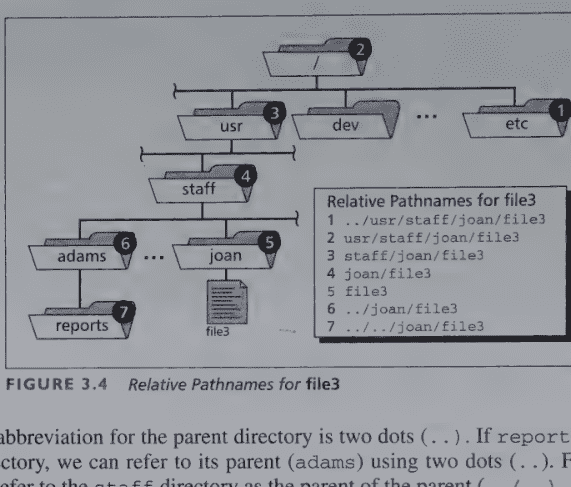 / 2
usr 3
dev
...
etc 1
staff 4
adams 6
...
joan 5
reports 7
file3
Relative Pathnames for file3
1 ../usr/staff/joan/file3
2 usr/staff/joan/file3
3 staff/joan/file3
4 joan/file3
5 file3
6 ../joan/file3
7 ../../joan/file3
FIGURE 3.4 Relative Pathnames for file3
abbreviation for the parent directory is two dots (..). If report
ectory, we can refer to its parent (adams) using two dots (..). F
refer to the staff directory as the parent of the parent (../..)